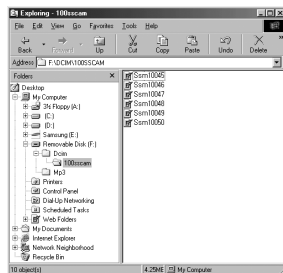 Exploring - 100sscam
File Edit View Go Favorites Tools Help
Back Forward Up Cut Copy Paste Undo Delete
Address F:\DCIM\100SSCAM
Folders
Desktop
My Computer
3½ Floppy (A:)
(C:)
(D:)
Samsung (E:)
Removable Disk (F:)
Dcim
100sscam
Mp3
Printers
Control Panel
Dial-Up Networking
Scheduled Tasks
Web Folders
My Documents
Internet Explorer
Network Neighborhood
Recycle Bin
Ssm10045
Ssm10046
Ssm10047
Ssm10048
Ssm10049
Ssm10050
10 object(s) 4.25MB My Computer